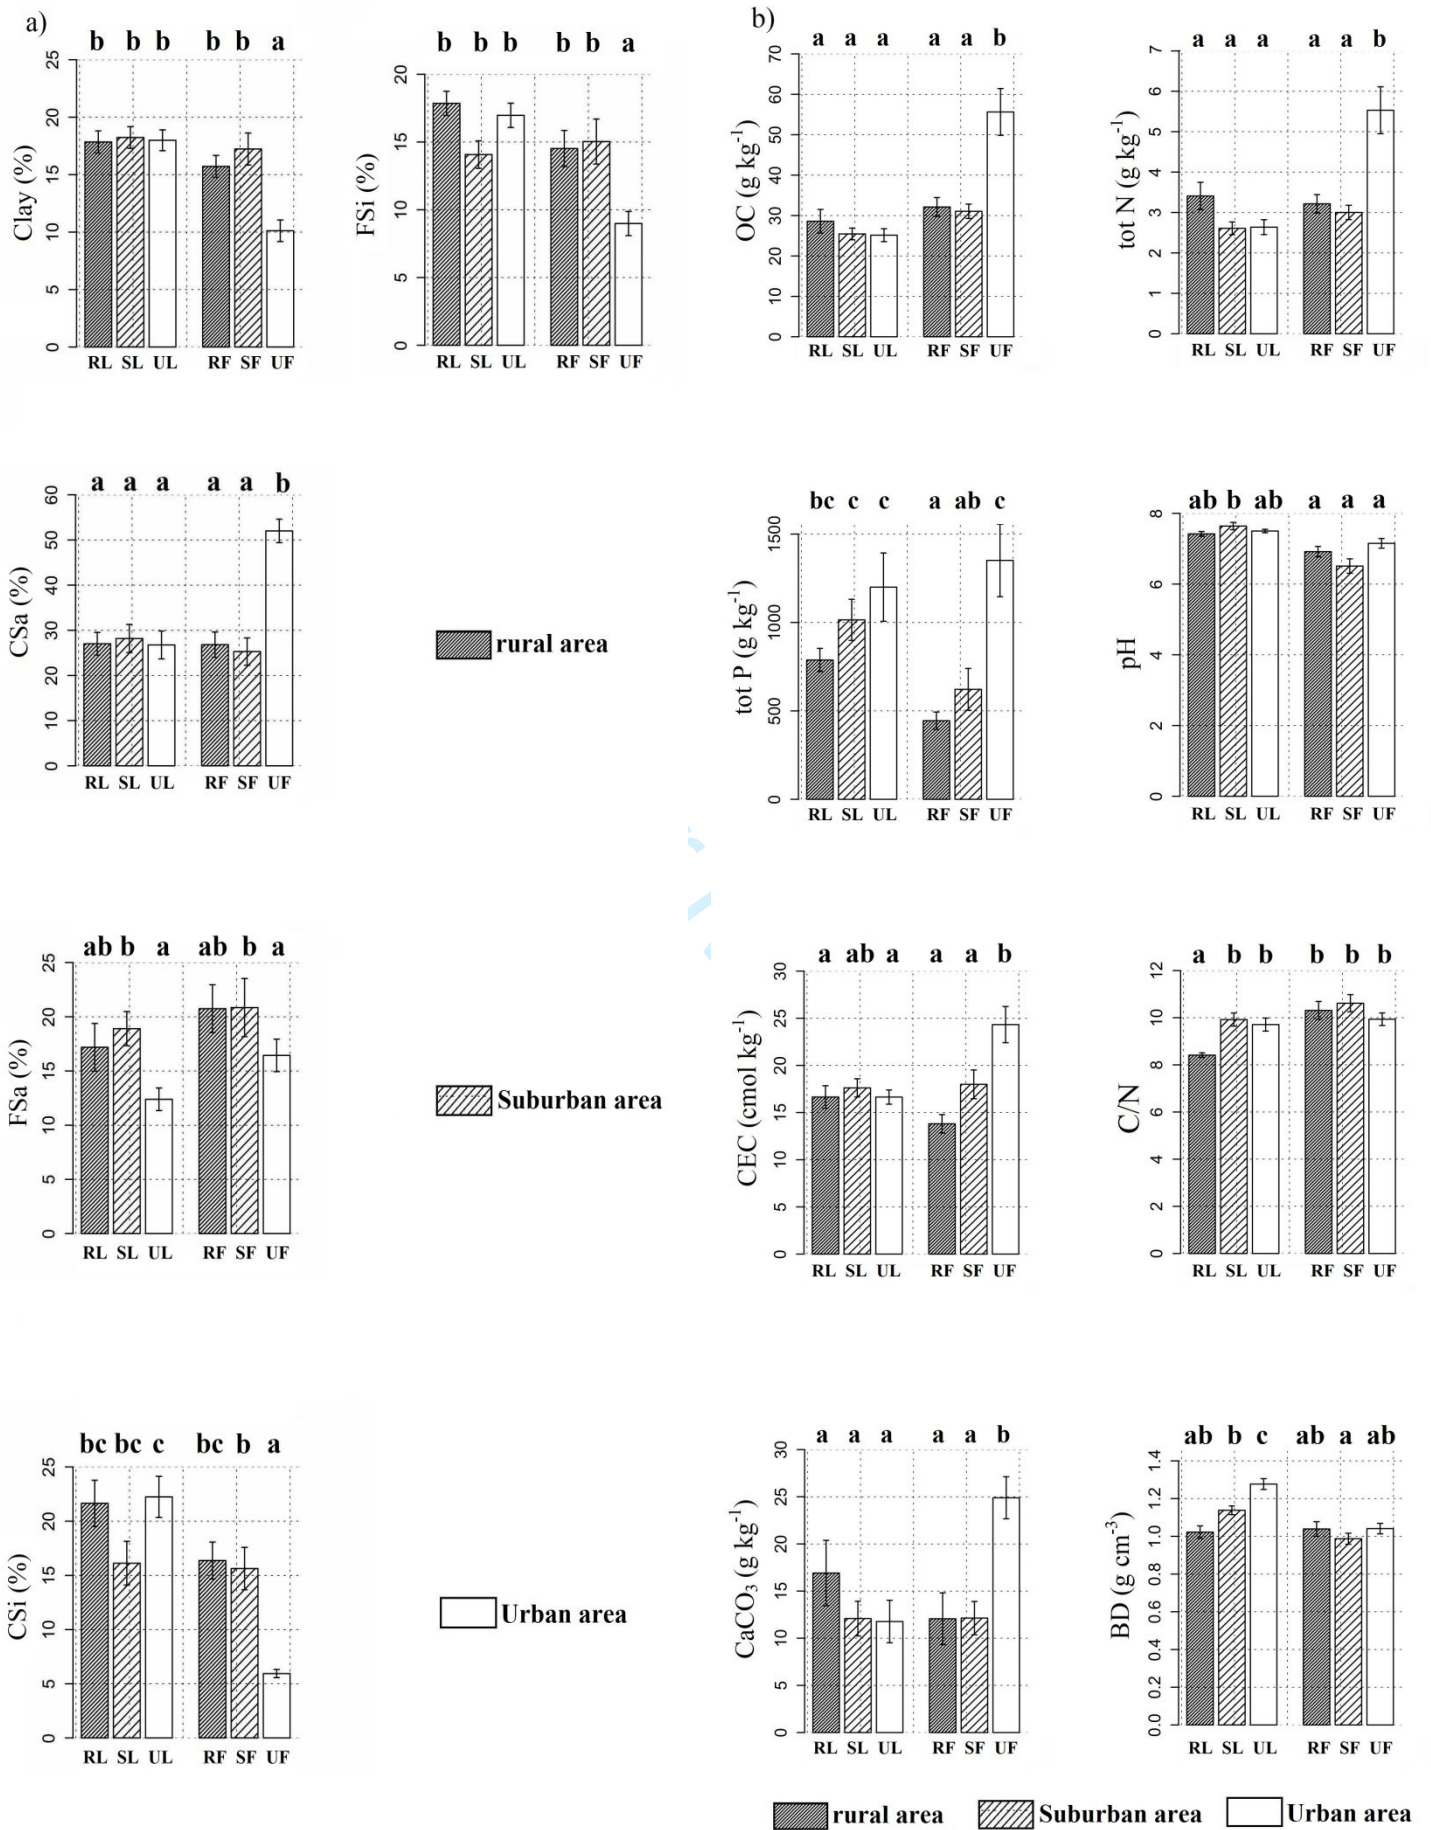 a)
b b b b b a
Clay (%)
0 5 10 15 20 25
RL SL UL RF SF UF
b b b b b a
FSi (%)
0 5 10 15 20
RL SL UL RF SF UF
b)
a a a a a b
OC (g kg-1)
0 10 20 30 40 50 60 70
RL SL UL RF SF UF
a a a a a b
tot N (g kg-1)
0 1 2 3 4 5 6 7
RL SL UL RF SF UF
a a a a a b
CSa (%)
0 10 20 30 40 50 60
RL SL UL RF SF UF
rural area
bc c c a ab c
tot P (g kg-1)
0 500 1000 1500
RL SL UL RF SF UF
ab b ab a a a
pH
0 2 4 6 8
RL SL UL RF SF UF
ab b a ab b a
FSa (%)
0 5 10 15 20 25
RL SL UL RF SF UF
Suburban area
a ab a a a b
CEC (cmol kg-1)
0 5 10 15 20 25 30
RL SL UL RF SF UF
a b b b b b
C/N
0 2 4 6 8 10 12
RL SL UL RF SF UF
bc bc c bc b a
CSi (%)
0 5 10 15 20 25
RL SL UL RF SF UF
Urban area
a a a a a b
CaCO3 (g kg-1)
0 5 10 15 20 25 30
RL SL UL RF SF UF
ab b c ab a ab
BD (g cm-3)
0.0 0.2 0.4 0.6 0.8 1.0 1.2 1.4
RL SL UL RF SF UF
rural area Suburban area Urban area